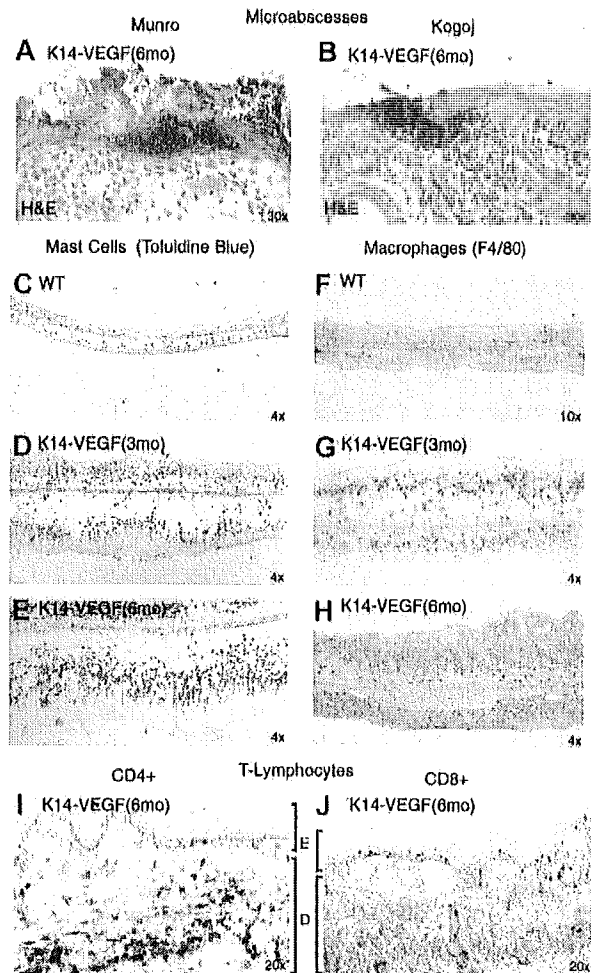 Microabscesses
Munro
Kogoj
A K14-VEGF(6mo)
B K14-VEGF(6mo)
H&E
30x
H&E
Mast Cells (Toluidine Blue)
Macrophages (F4/80)
C WT
F WT
4x
10x
D K14-VEGF(3mo)
G K14-VEGF(3mo)
4x
4x
E K14-VEGF(6mo)
H K14-VEGF(6mo)
4x
4x
T-Lymphocytes
CD4+
CD8+
I K14-VEGF(6mo)
J K14-VEGF(6mo)
E
D
20x
20x